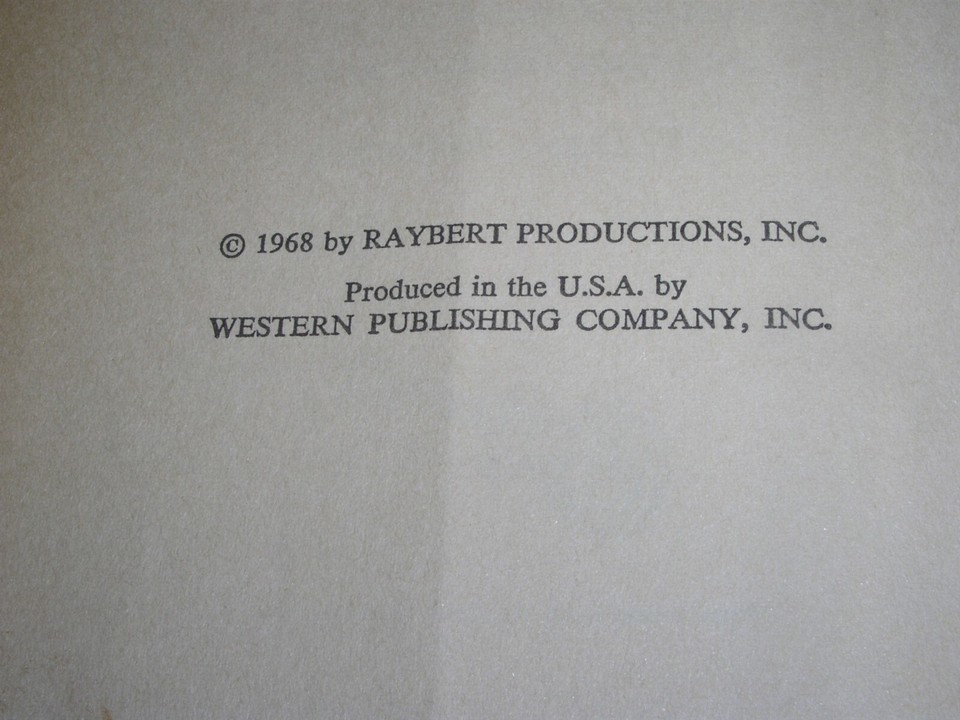 © 1968 by RAYBERT PRODUCTIONS, INC.
Produced in the U.S.A. by
WESTERN PUBLISHING COMPANY, INC.